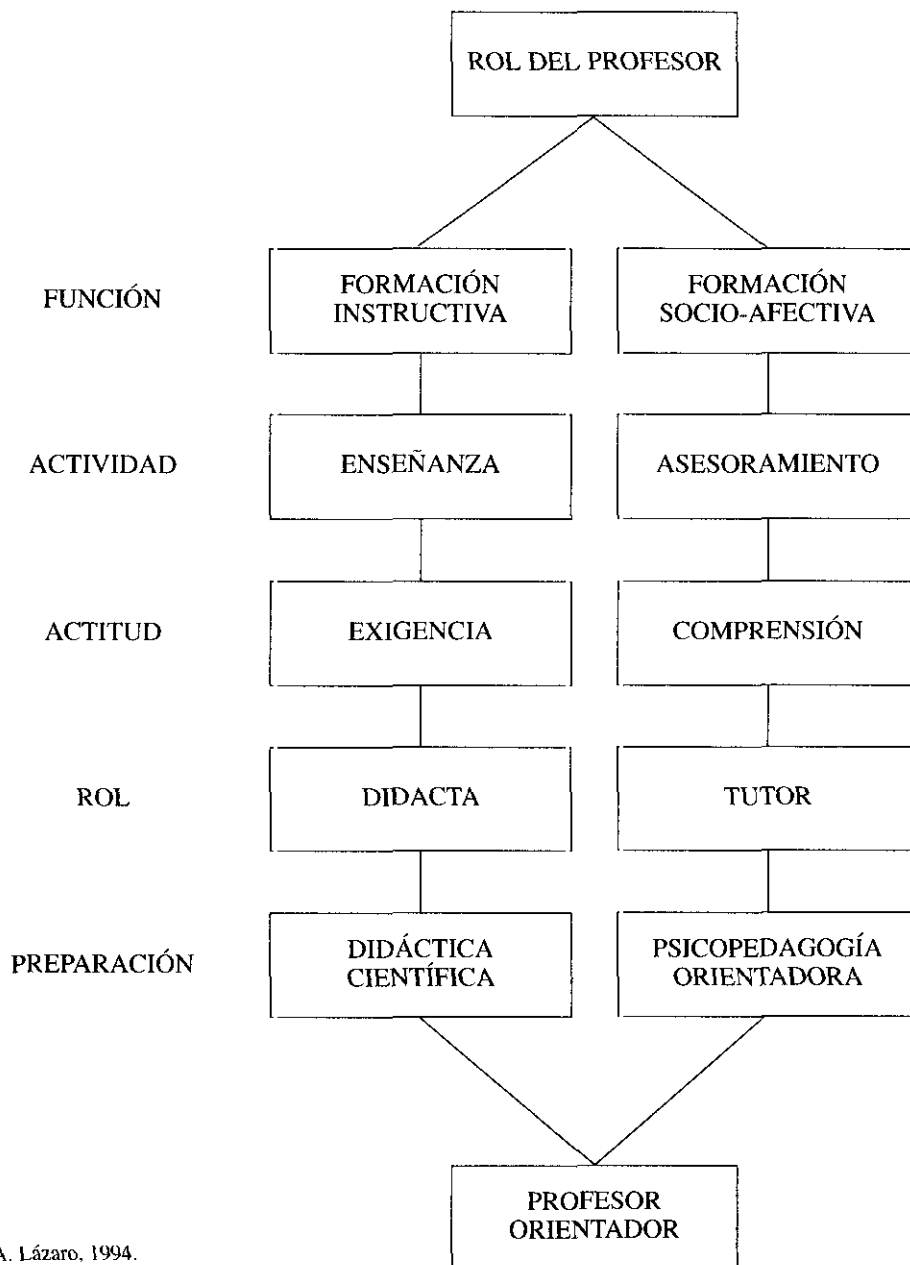 ROL DEL PROFESOR
FUNCIÓN
FORMACIÓN
INSTRUCTIVA
FORMACIÓN
SOCIO-AFECTIVA
ACTIVIDAD
ENSEÑANZA
ASESORAMIENTO
ACTITUD
EXIGENCIA
COMPRENSIÓN
ROL
DIDACTA
TUTOR
PREPARACIÓN
DIDÁCTICA
CIENTÍFICA
PSICOPEDAGOGÍA
ORIENTADORA
PROFESOR
ORIENTADOR
A. Lázaro, 1994.